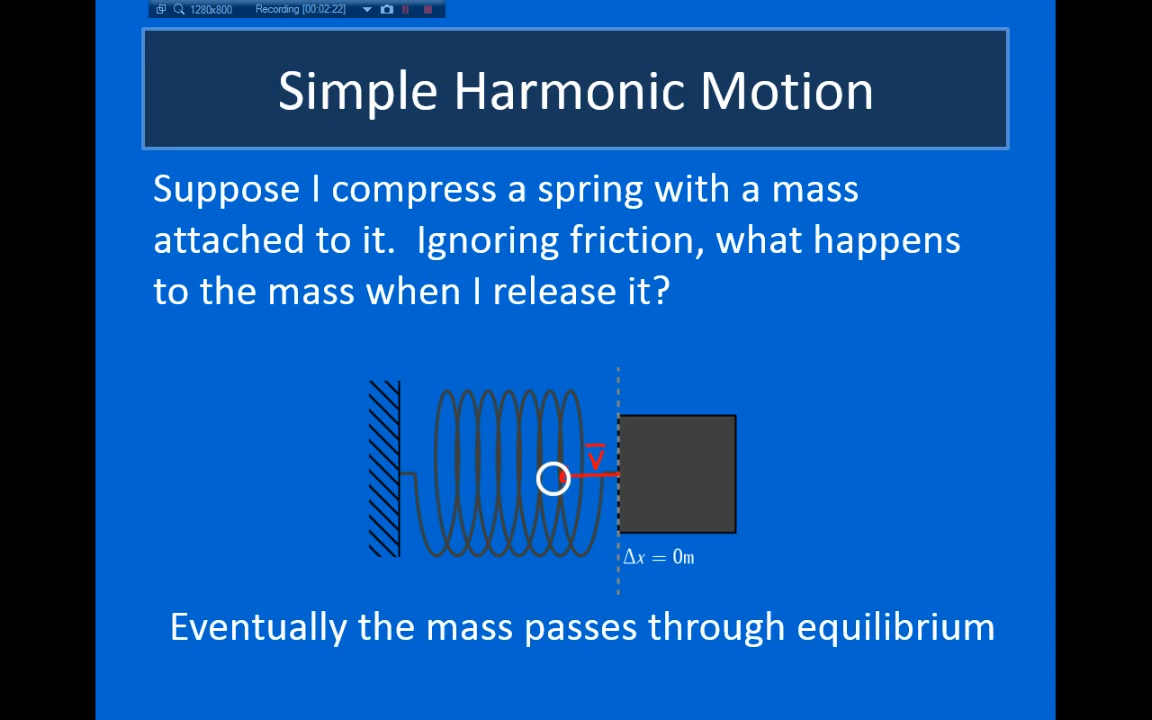 1280x800 Recording [00:02:22]
Simple Harmonic Motion
Suppose I compress a spring with a mass
attached to it.  Ignoring friction, what happens
to the mass when I release it?
v̅
Δx = 0m
Eventually the mass passes through equilibrium